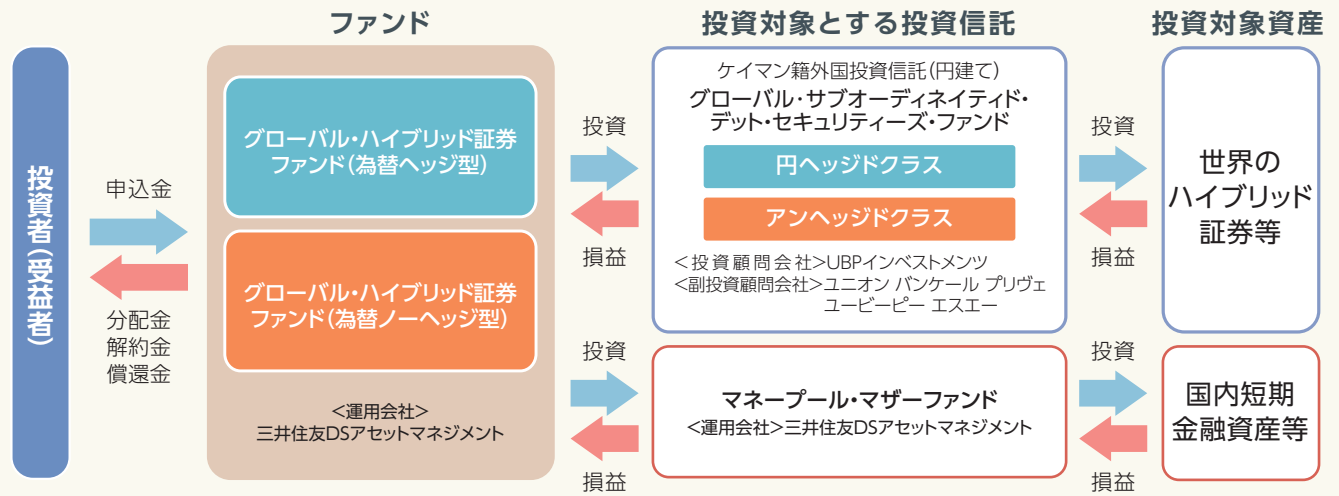 ファンド
投資対象とする投資信託
投資対象資産
投資者(受益者)
申込金
分配金
解約金
償還金
グローバル・ハイブリッド証券
ファンド(為替ヘッジ型)
グローバル・ハイブリッド証券
ファンド(為替ノーヘッジ型)
<運用会社>
三井住友DSアセットマネジメント
投資
損益
ケイマン籍外国投資信託(円建て)
グローバル・サブオーディネイティド・
デット・セキュリティーズ・ファンド
円ヘッジドクラス
アンヘッジドクラス
<投資顧問会社>UBPインベストメンツ
<副投資顧問会社>ユニオン バンケール プリヴェ
ユービーピー エスエー
投資
損益
世界の
ハイブリッド
証券等
投資
損益
マネープール・マザーファンド
<運用会社>三井住友DSアセットマネジメント
投資
損益
国内短期
金融資産等